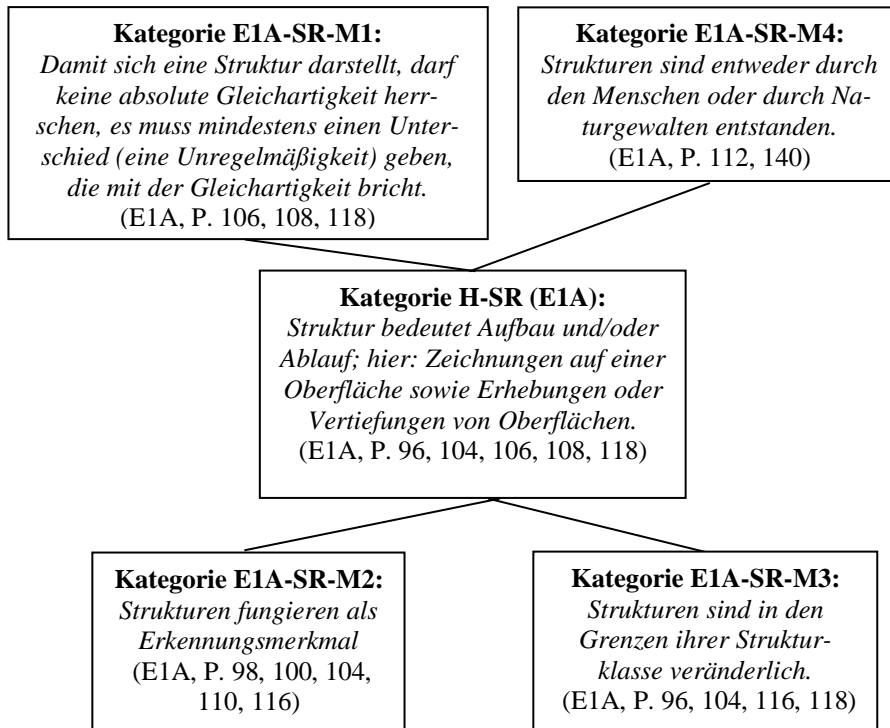 Kategorie E1A-SR-M1:
Damit sich eine Struktur darstellt, darf
keine absolute Gleichartigkeit herr-
schen, es muss mindestens einen Unter-
schied (eine Unregelmäßigkeit) geben,
die mit der Gleichartigkeit bricht.
(E1A, P. 106, 108, 118)
Kategorie E1A-SR-M4:
Strukturen sind entweder durch
den Menschen oder durch Na-
turgewalten entstanden.
(E1A, P. 112, 140)
Kategorie H-SR (E1A):
Struktur bedeutet Aufbau und/oder
Ablauf; hier: Zeichnungen auf einer
Oberfläche sowie Erhebungen oder
Vertiefungen von Oberflächen.
(E1A, P. 96, 104, 106, 108, 118)
Kategorie E1A-SR-M2:
Strukturen fungieren als
Erkennungsmerkmal
(E1A, P. 98, 100, 104,
110, 116)
Kategorie E1A-SR-M3:
Strukturen sind in den
Grenzen ihrer Struktur-
klasse veränderlich.
(E1A, P. 96, 104, 116, 118)